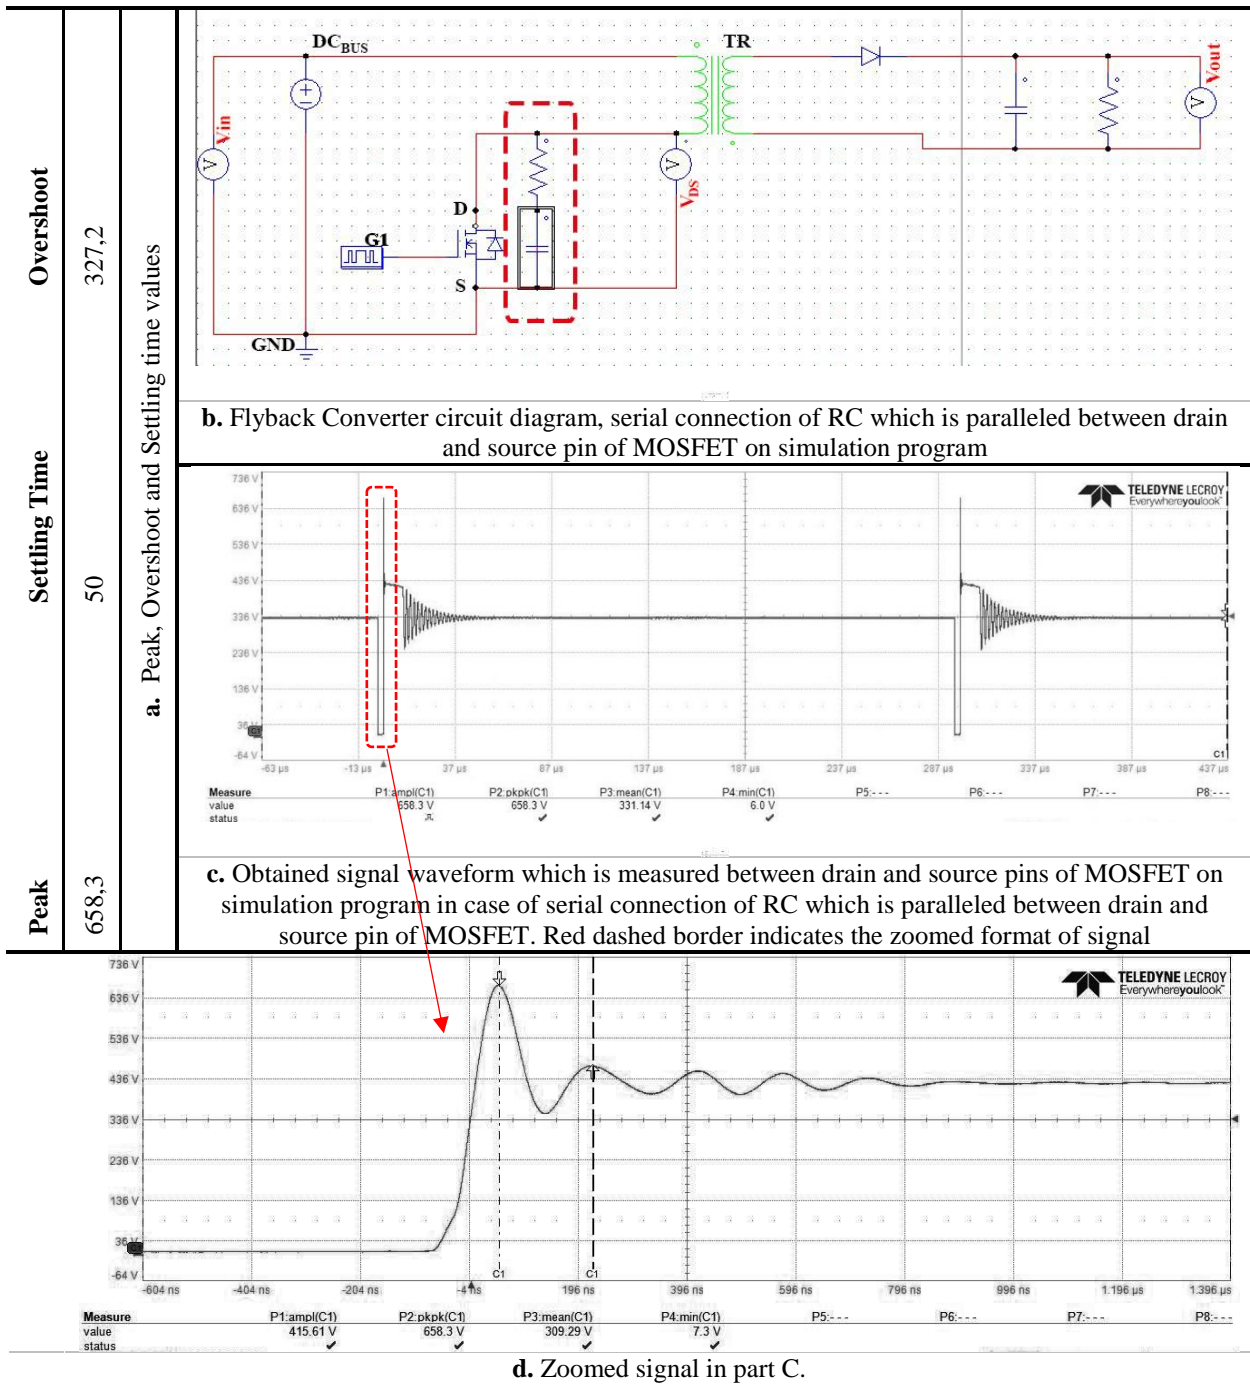 Overshoot
327,2
Settling Time
50
Peak
658,3
a. Peak, Overshoot and Settling time values
DC_BUS
TR
Vin
Vout
V
V
V
V_DS
D
G1
S
GND
b. Flyback Converter circuit diagram, serial connection of RC which is paralleled between drain
and source pin of MOSFET on simulation program
736 V
636 V
536 V
436 V
336 V
236 V
136 V
36 V
-64 V
TELEDYNE LECROY
Everywhereyoulook
C1
-63 µs -13 µs 37 µs 87 µs 137 µs 187 µs 237 µs 287 µs 337 µs 387 µs 437 µs
Measure P1:ampl(C1) P2:pkpk(C1) P3:mean(C1) P4:min(C1) P5:--- P6:--- P7:--- P8:---
value 658.3 V 658.3 V 331.14 V 6.0 V
status
c. Obtained signal waveform which is measured between drain and source pins of MOSFET on
simulation program in case of serial connection of RC which is paralleled between drain and
source pin of MOSFET. Red dashed border indicates the zoomed format of signal
736 V
636 V
536 V
436 V
336 V
236 V
136 V
36 V
-64 V
TELEDYNE LECROY
Everywhereyoulook
C1 C1
-604 ns -404 ns -204 ns -4 ns 196 ns 396 ns 596 ns 796 ns 996 ns 1.196 µs 1.396 µs
Measure P1:ampl(C1) P2:pkpk(C1) P3:mean(C1) P4:min(C1) P5:--- P6:--- P7:--- P8:---
value 415.61 V 658.3 V 309.29 V 7.3 V
status
d. Zoomed signal in part C.